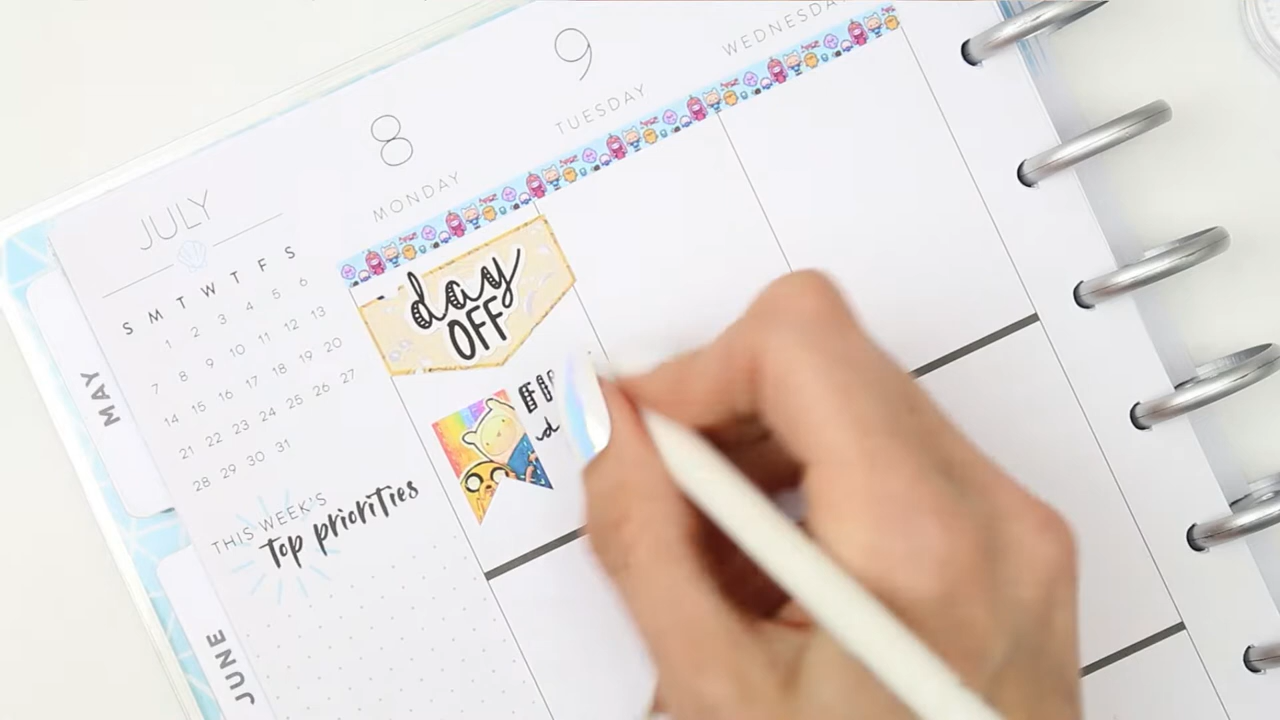 9
WEDNESDAY
8
TUESDAY
MONDAY
JULY
S M T W T F S
1 2 3 4 5 6
7 8 9 10 11 12 13
14 15 16 17 18 19 20
21 22 23 24 25 26 27
28 29 30 31
day
OFF
MAY
THIS WEEK'S
top priorities
JUNE